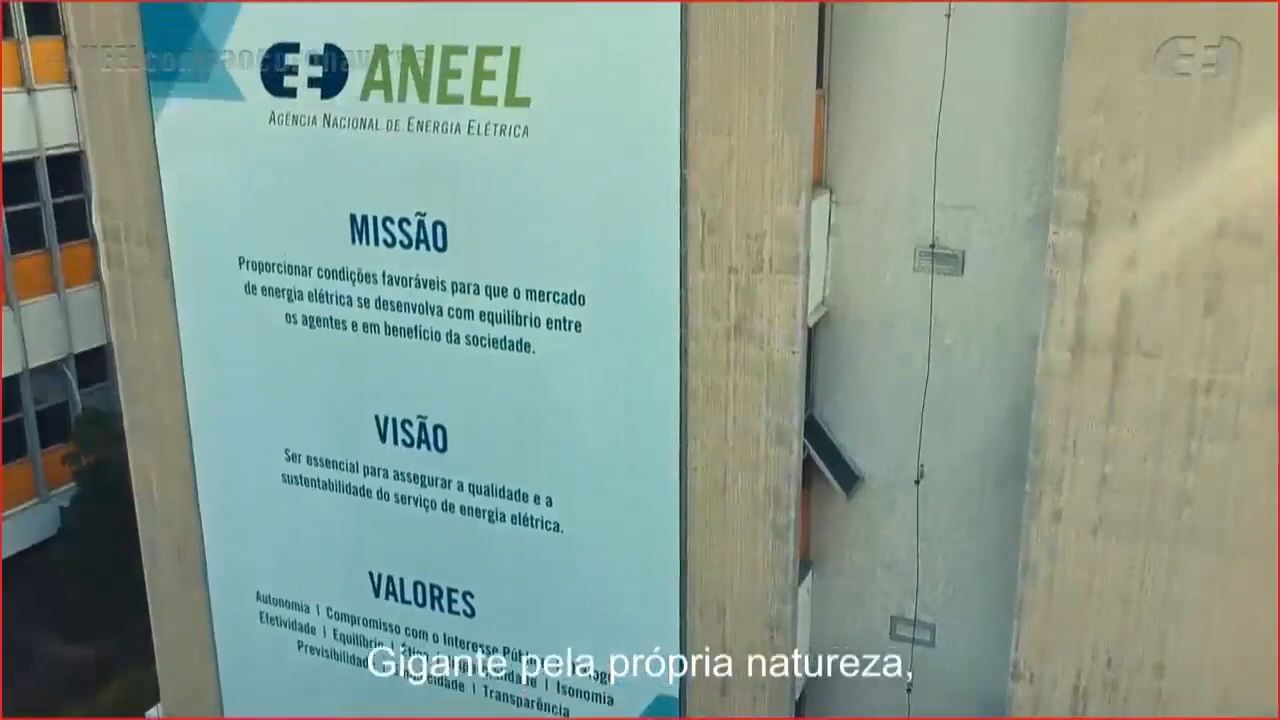 ANEEL
AGÊNCIA NACIONAL DE ENERGIA ELÉTRICA
MISSÃO
Proporcionar condições favoráveis para que o mercado
de energia elétrica se desenvolva com equilíbrio entre
os agentes e em benefício da sociedade.
VISÃO
Ser essencial para assegurar a qualidade e a
sustentabilidade do serviço de energia elétrica.
VALORES
Autonomia | Compromisso com o Interesse
Efetividade | Equilíbrio | | Isonomia
| Transparência
Gigante pela própria natureza,